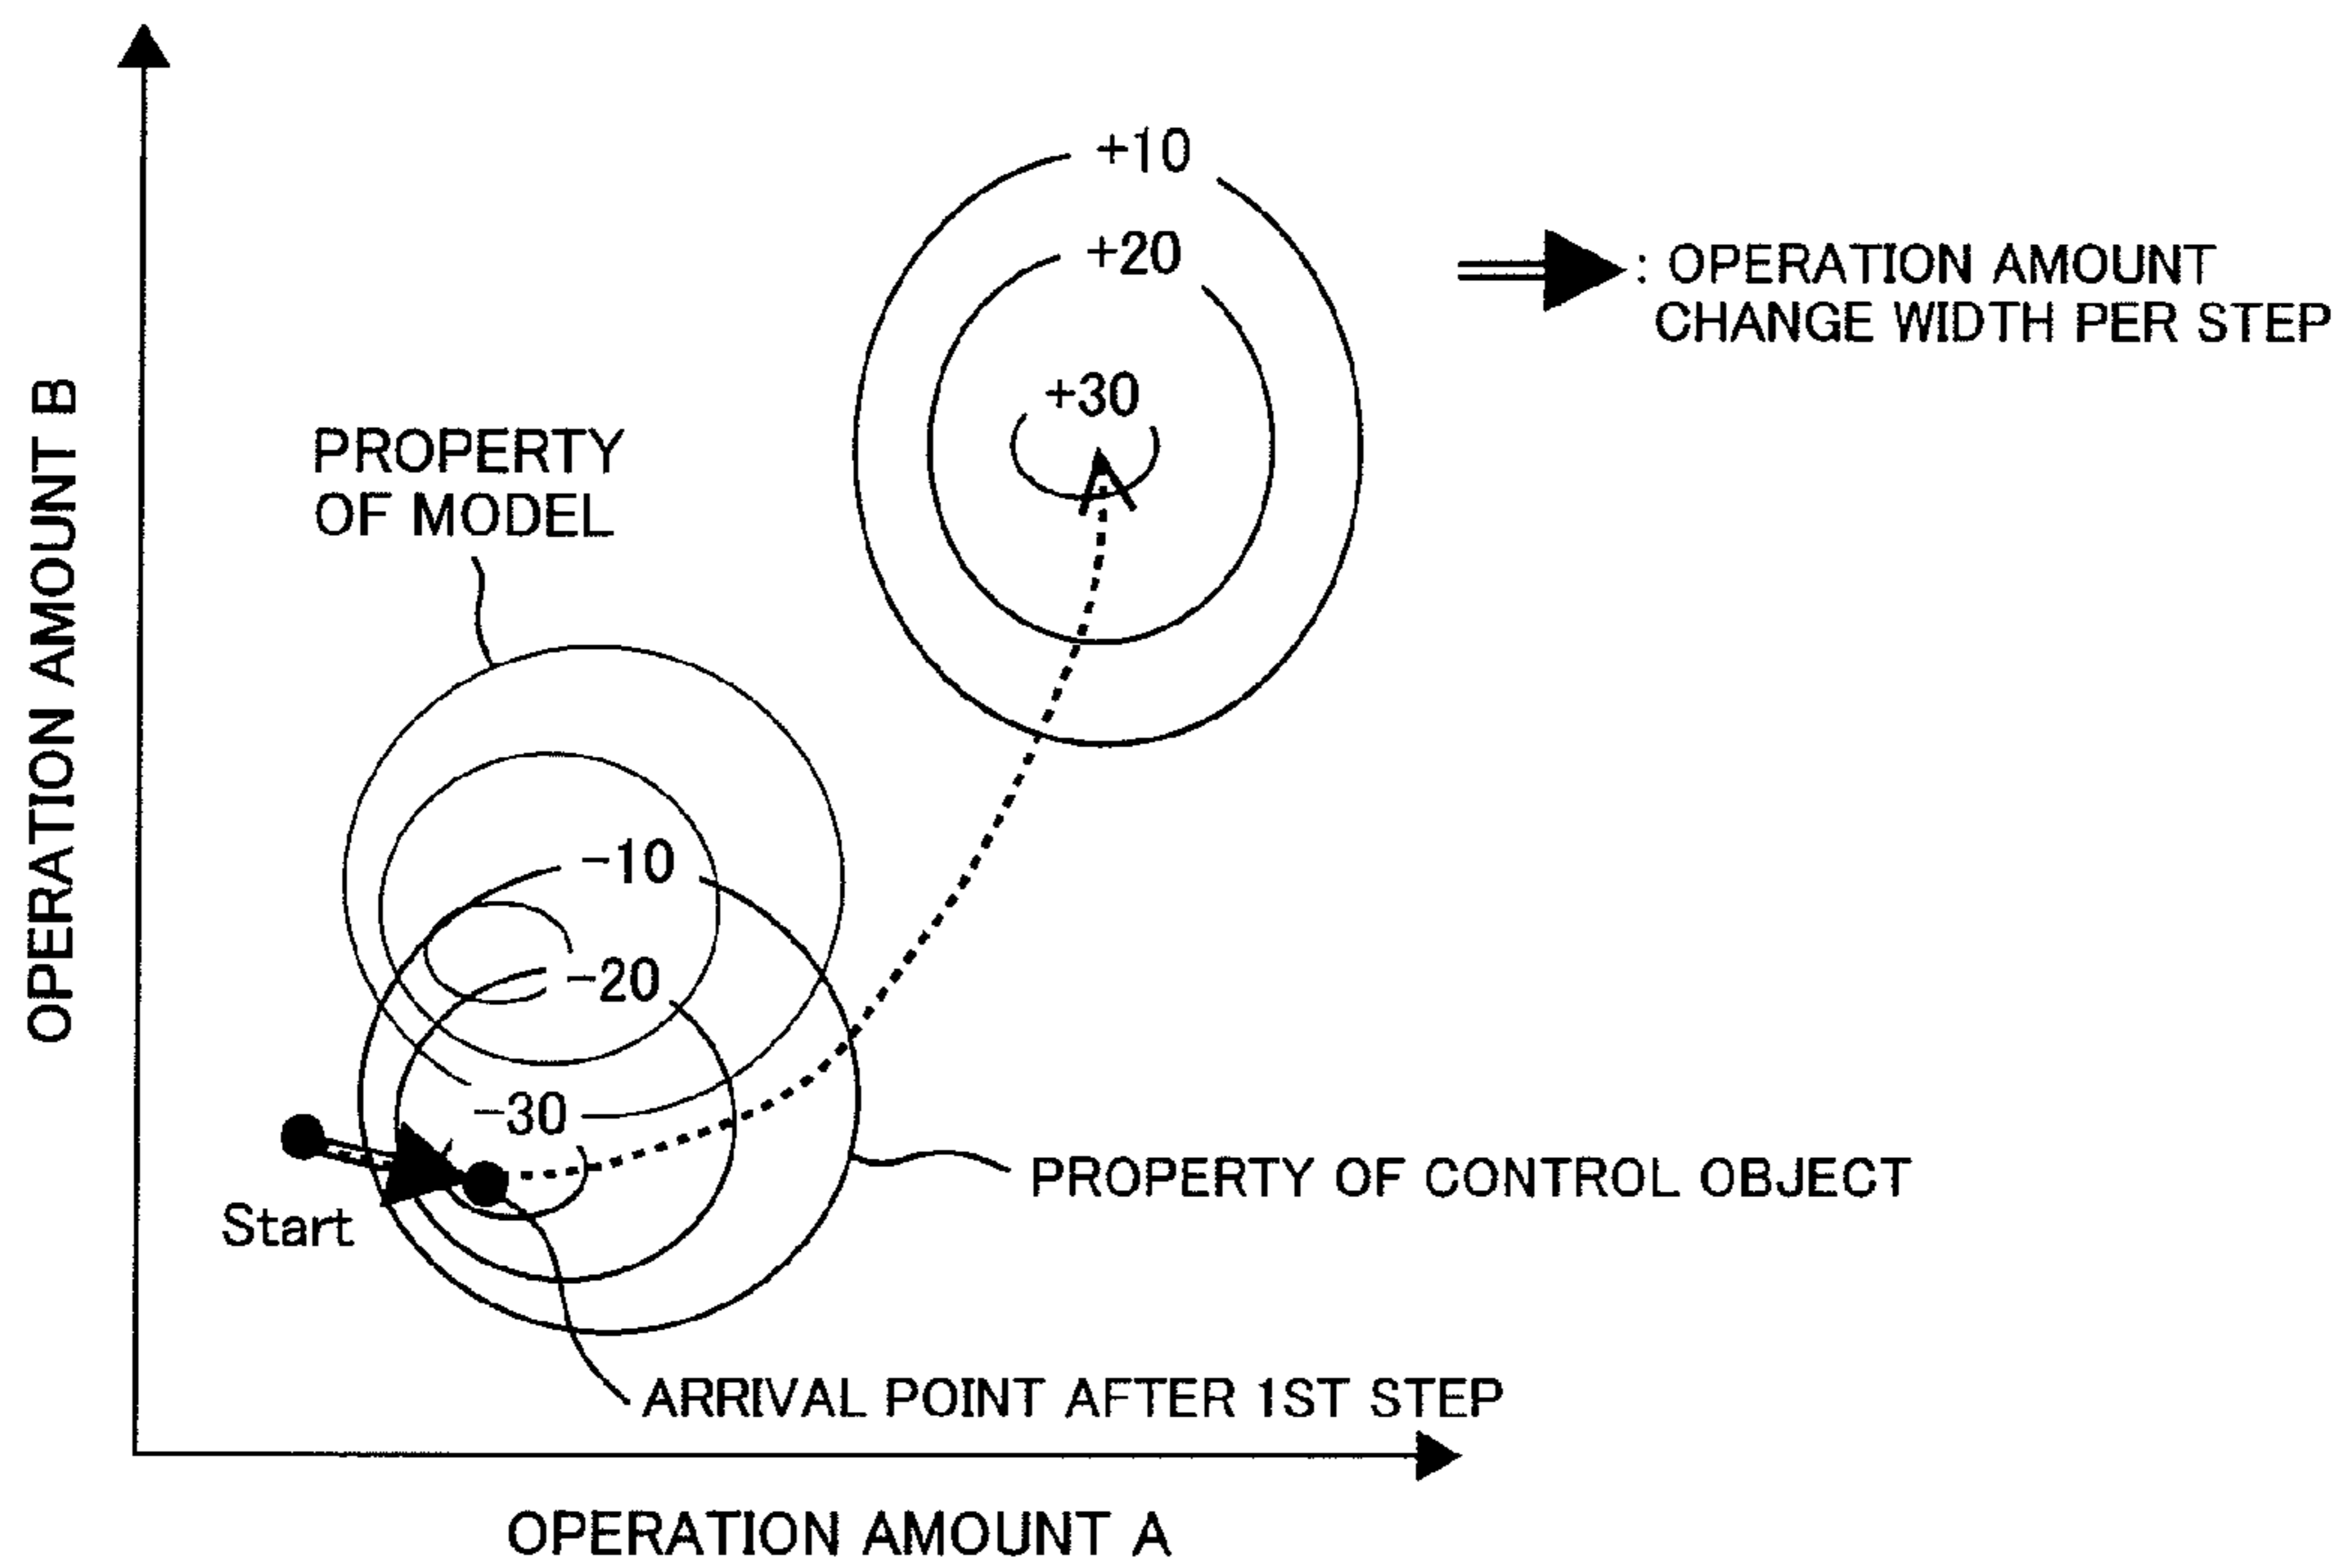 +10
+20
: OPERATION AMOUNT
CHANGE WIDTH PER STEP
+30
PROPERTY
OF MODEL
OPERATION AMOUNT B
-10
-20
-30
PROPERTY OF CONTROL OBJECT
Start
ARRIVAL POINT AFTER 1ST STEP
OPERATION AMOUNT A